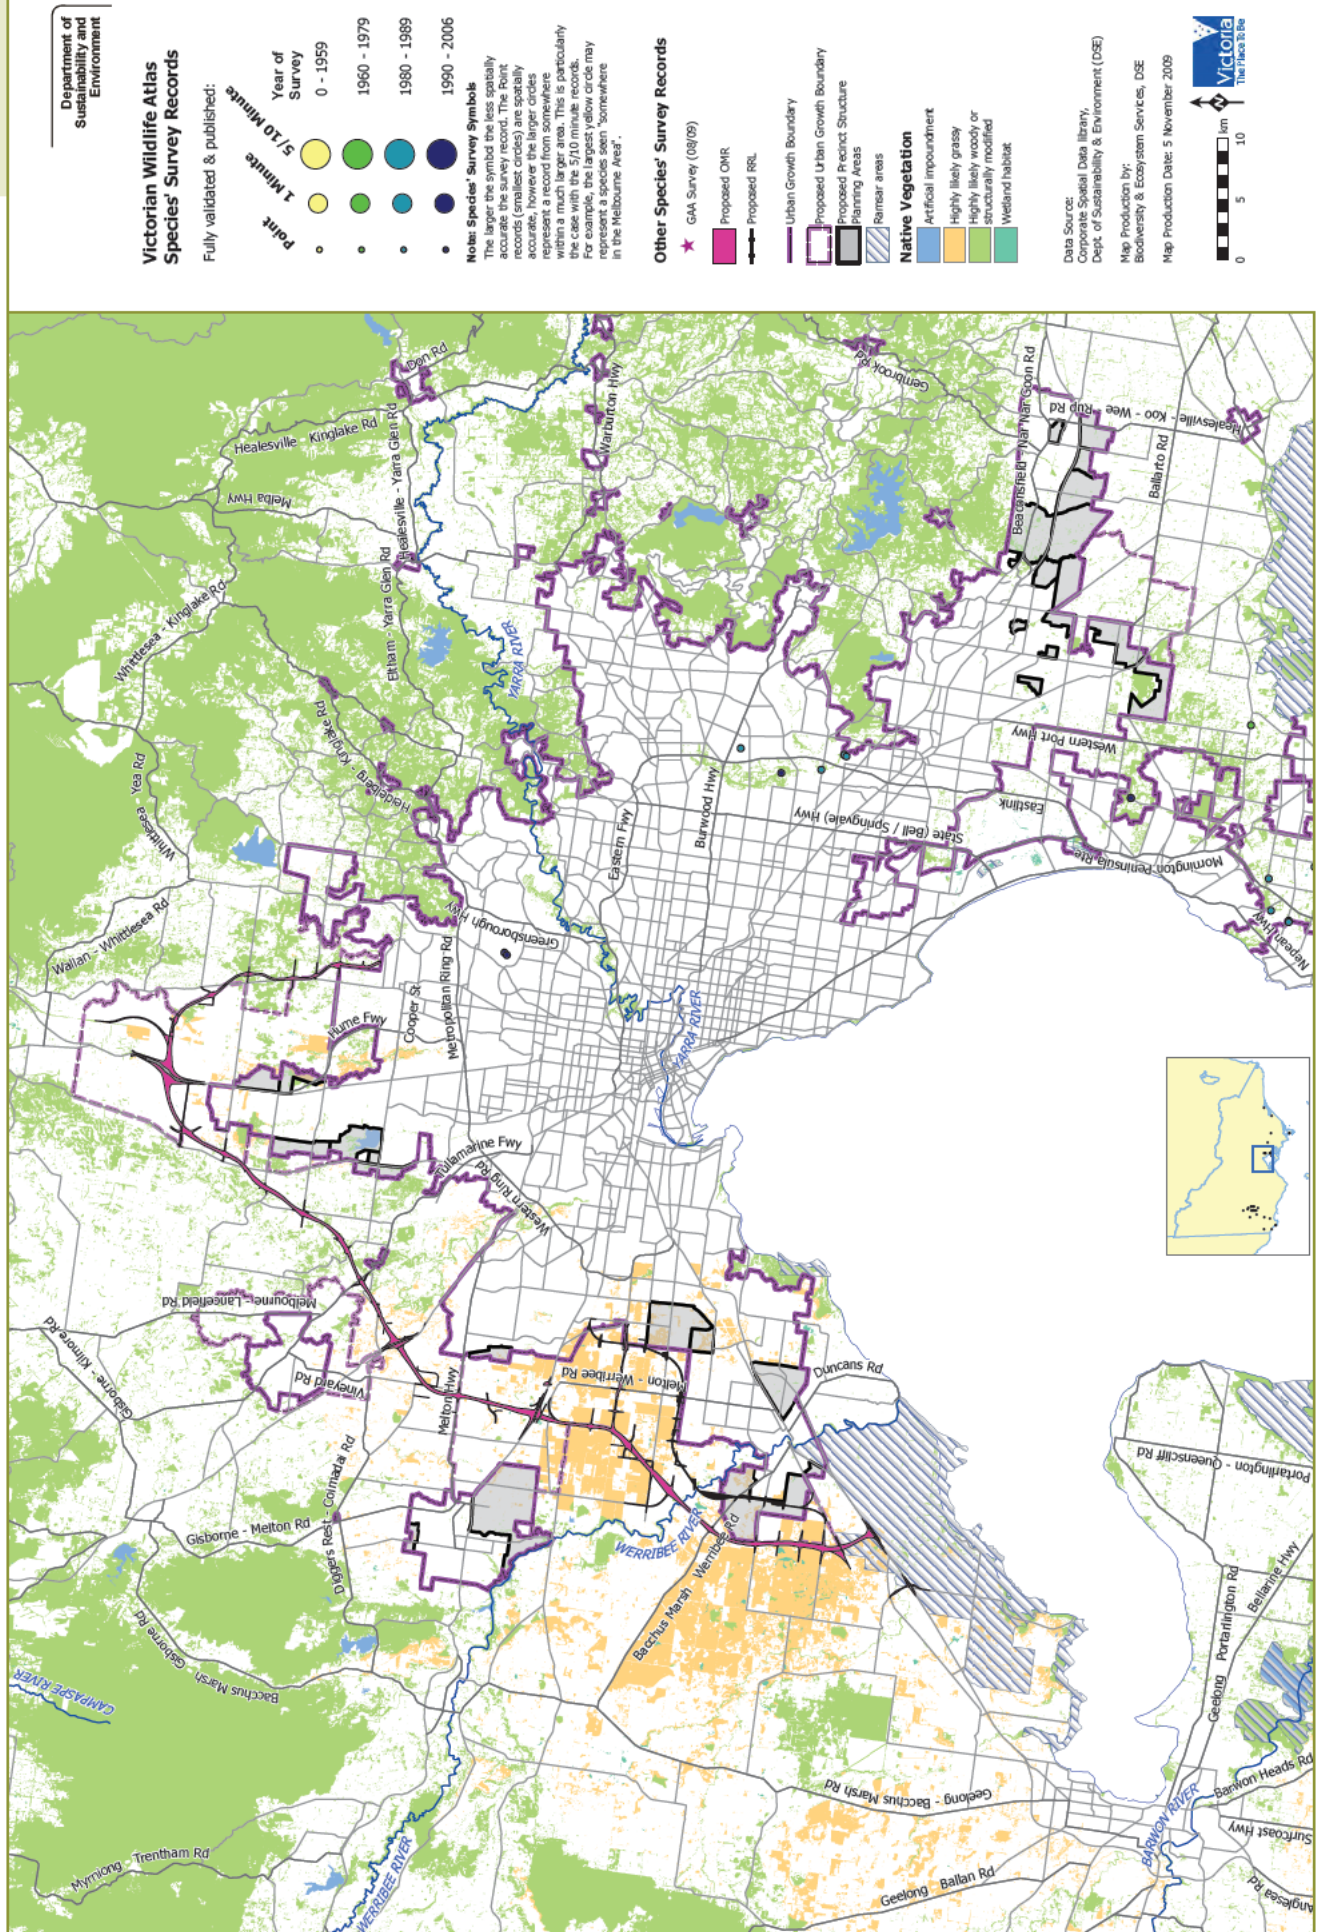 Department of
Sustainability and
Environment
Victorian Wildlife Atlas
Species' Survey Records
Fully validated & published:
Point
1 Minute
5/10 Minute
Year of
Survey
0 - 1959
1960 - 1979
1980 - 1989
1990 - 2006
Note: Species' Survey Symbols
The larger the symbol the less spatially
accurate the survey record. The Point
records (smallest circles) are spatially
accurate, however the larger circles
represent a record from somewhere
within a much larger area. This is particularly
the case with the 5/10 minute records.
For example, the largest yellow circle may
represent a species seen "somewhere
in the Melbourne Area".
Other Species' Survey Records
GAA Survey (08/09)
Proposed OMR
Proposed RRL
Urban Growth Boundary
Proposed Urban Growth Boundary
Proposed Precinct Structure
Planning Areas
Ramsar areas
Native Vegetation
Artificial impoundment
Highly likely grassy
Highly likely woody or
structurally modified
Wetland habitat
Data Source:
Corporate Spatial Data library,
Dept. of Sustainability & Environment (DSE)
Map Production by:
Biodiversity & Ecosystem Services, DSE
Map Production Date: 5 November 2009
0
5
10
km
N
Victoria
The Place To Be
Don Rd
Healesville - Kinglake Rd
Melba Hwy
Healesville - Yarra Glen Rd
Eltham - Yarra Glen Rd
Whittlesea - Kinglake Rd
Heidelberg - Kinglake Rd
Whittlesea - Yea Rd
Wallan - Whittlesea Rd
Warburton Hwy
Gembrook Rd
Beaconsfield - Nar Nar Goon Rd
Healesville - Koo - Wee - Rup Rd
Ballarto Rd
YARRA RIVER
Western Port Hwy
Eastlink
Burwood Hwy
Eastern Fwy
State (Bell / Springvale) Hwy
Mornington Peninsula Rte
Nepean Hwy
Greensborough Hwy
Metropolitan Ring Rd
Cooper St
Hume Fwy
YARRA RIVER
Tullamarine Fwy
Western Ring Rd
Melbourne - Lancefield Rd
Gisborne - Kilmore Rd
Vineyard Rd
Melton Hwy
Melton - Werribee Rd
Duncans Rd
Diggers Rest - Coimadai Rd
Gisborne - Melton Rd
WERRIBEE RIVER
Bacchus Marsh - Werribee Rd
Bacchus Marsh - Gisborne Rd
CAMPASPE RIVER
Portarlington - Queenscliff Rd
Geelong - Portarlington Rd
Bellarine Hwy
Geelong - Bacchus Marsh Rd
Barwon Heads Rd
BARWON RIVER
Surfcoast Hwy
Anglesea Rd
Geelong - Ballan Rd
Myrniong - Trentham Rd
WERRIBEE RIVER